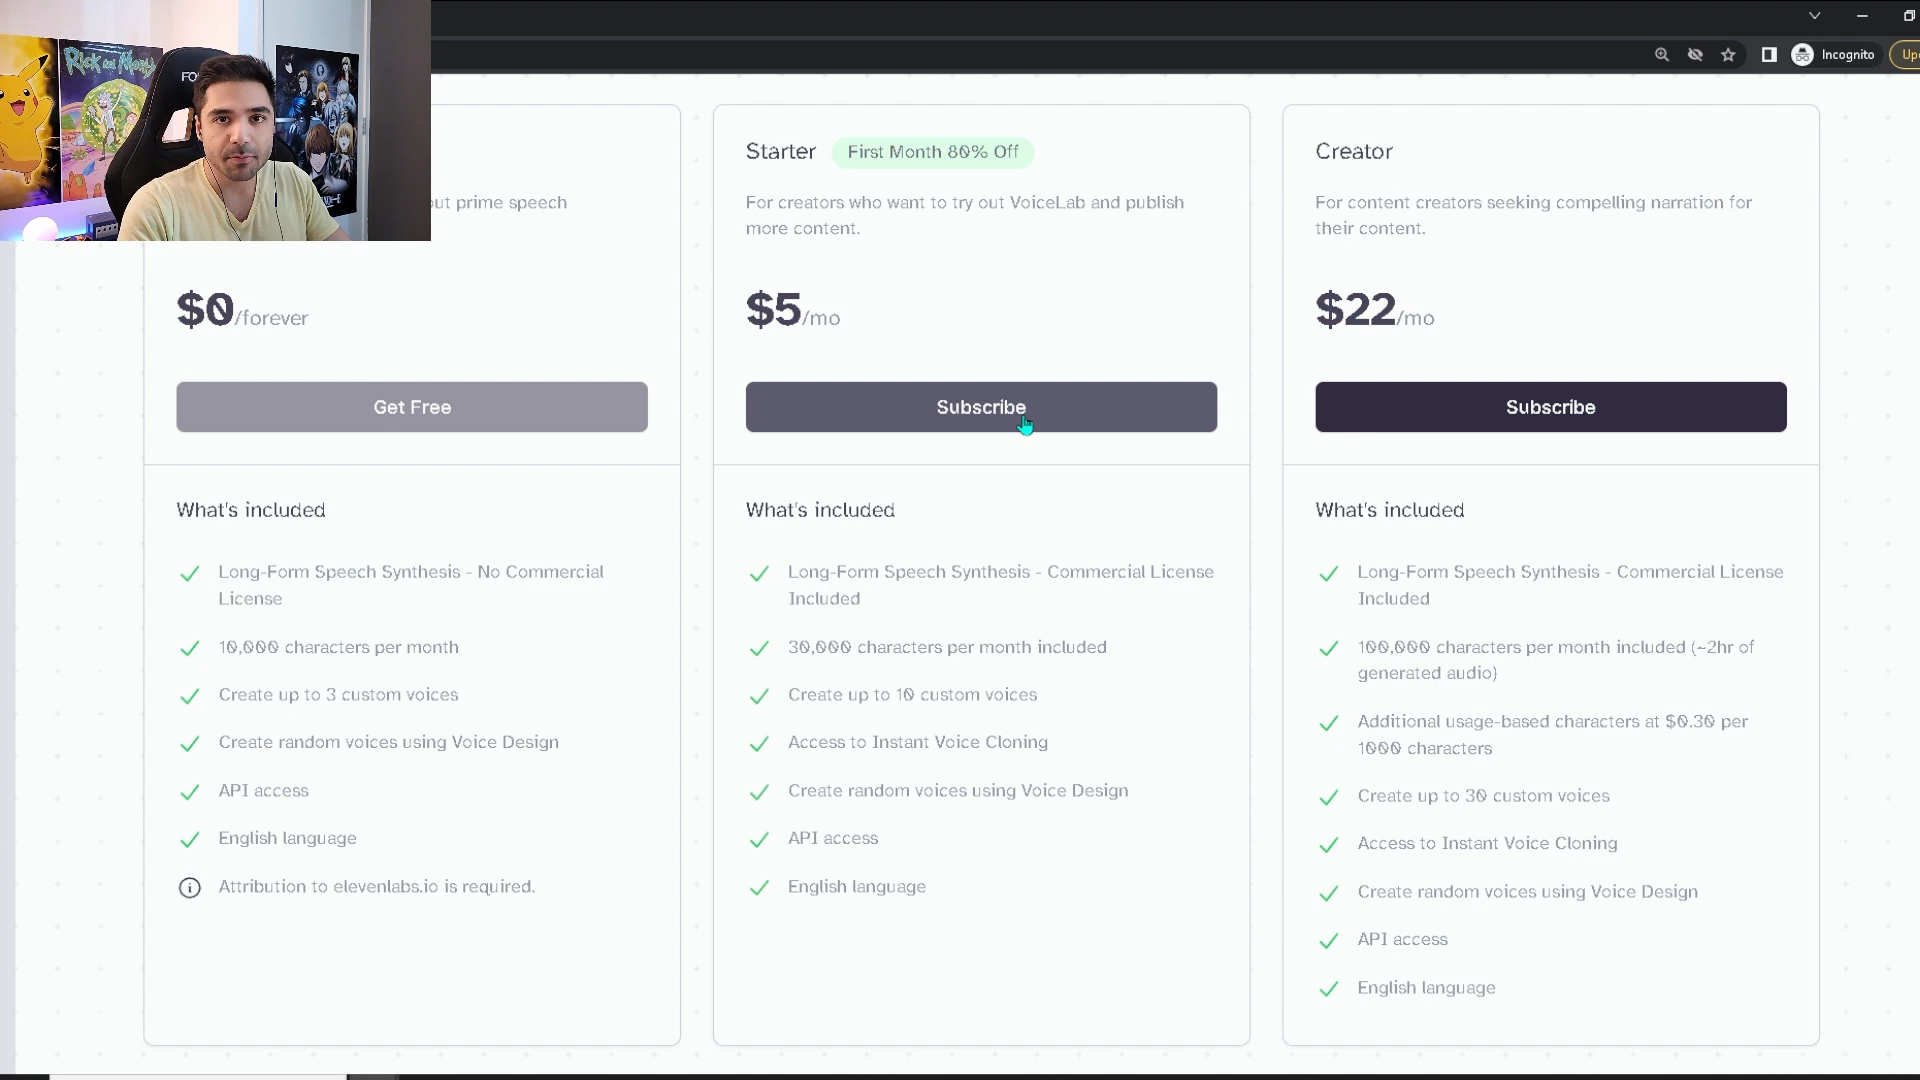 Rick and Morty
FO
Incognito
Up
out prime speech
$0/forever
Get Free
What's included
Long-Form Speech Synthesis - No Commercial
License
10,000 characters per month
Create up to 3 custom voices
Create random voices using Voice Design
API access
English language
Attribution to elevenlabs.io is required.
Starter
First Month 80% Off
For creators who want to try out VoiceLab and publish
more content.
$5/mo
Subscribe
What's included
Long-Form Speech Synthesis - Commercial License
Included
30,000 characters per month included
Create up to 10 custom voices
Access to Instant Voice Cloning
Create random voices using Voice Design
API access
English language
Creator
For content creators seeking compelling narration for
their content.
$22/mo
Subscribe
What's included
Long-Form Speech Synthesis - Commercial License
Included
100,000 characters per month included (~2hr of
generated audio)
Additional usage-based characters at $0.30 per
1000 characters
Create up to 30 custom voices
Access to Instant Voice Cloning
Create random voices using Voice Design
API access
English language